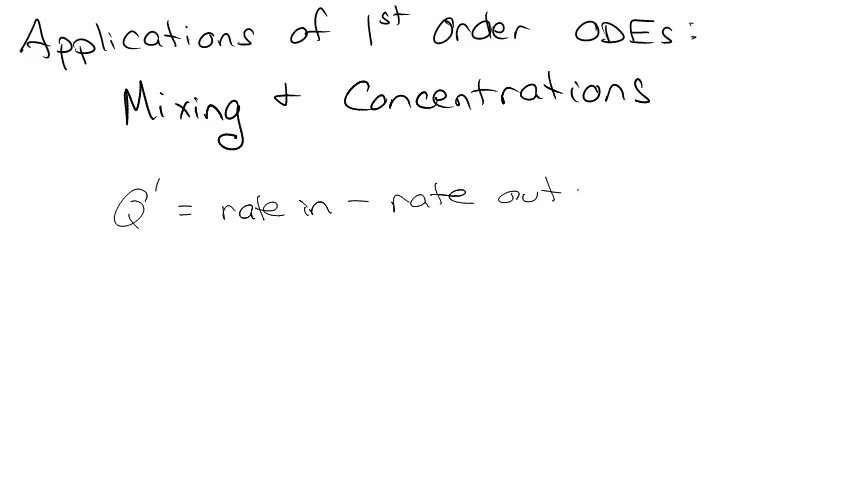 Applications of 1st Order ODEs:
Mixing + Concentrations
Q' = rate in - rate out